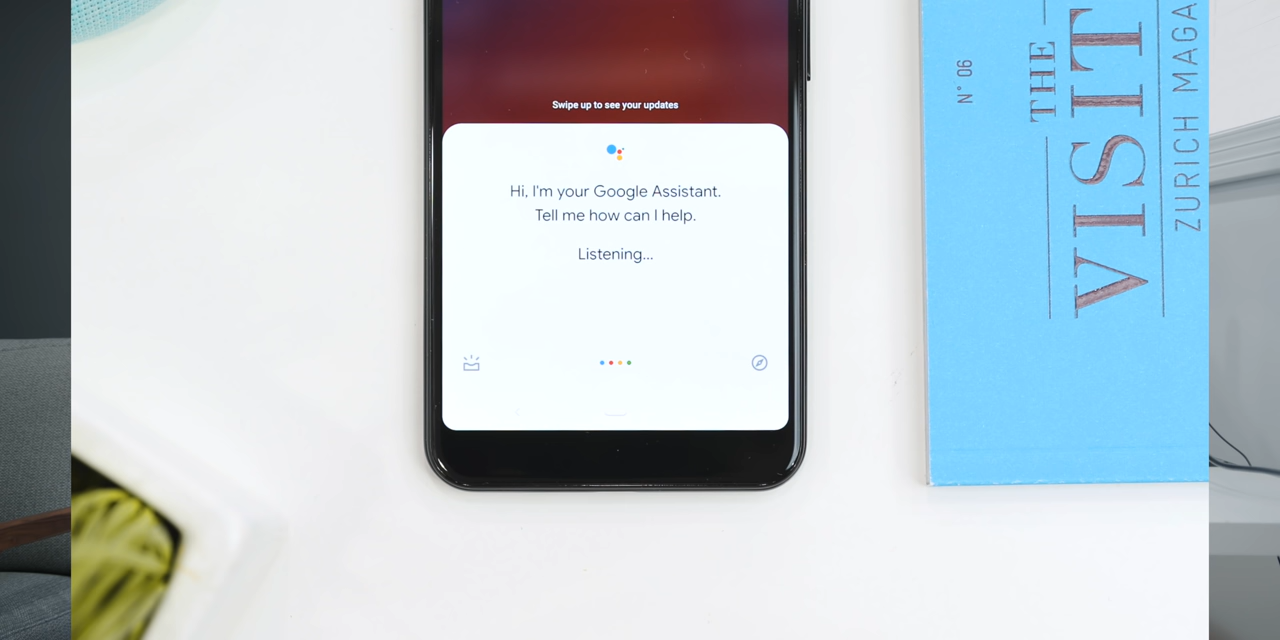 Swipe up to see your updates
Hi, I'm your Google Assistant.
Tell me how can I help.
Listening...
N° 06
THE
VISIT
ZURICH MAGA